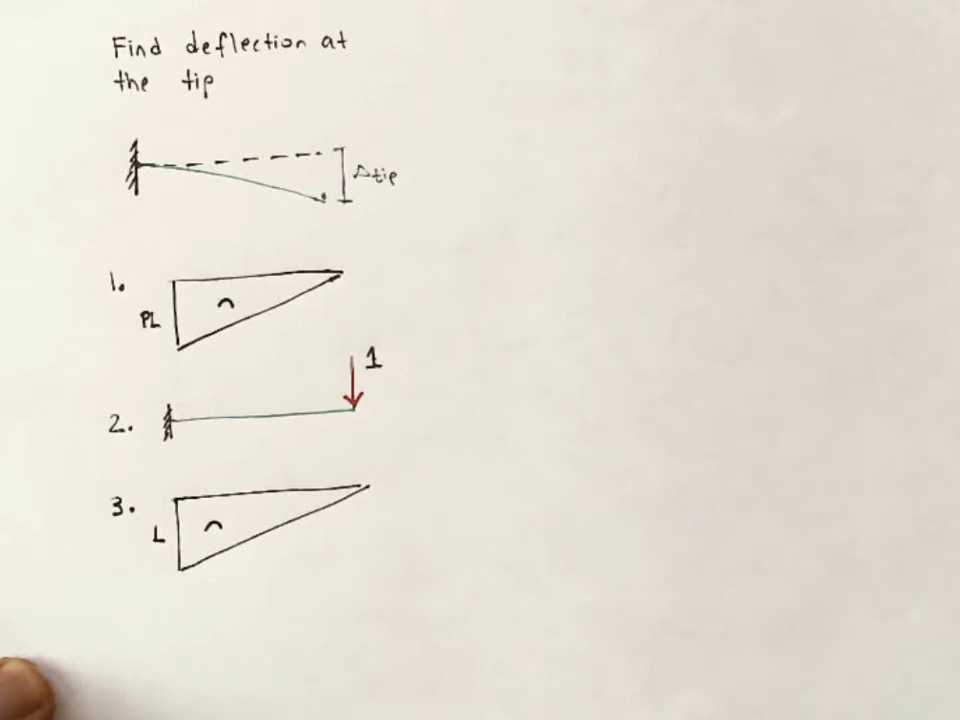 Find deflection at
the tip
Δtip
1.
PL
1
2.
3.
L